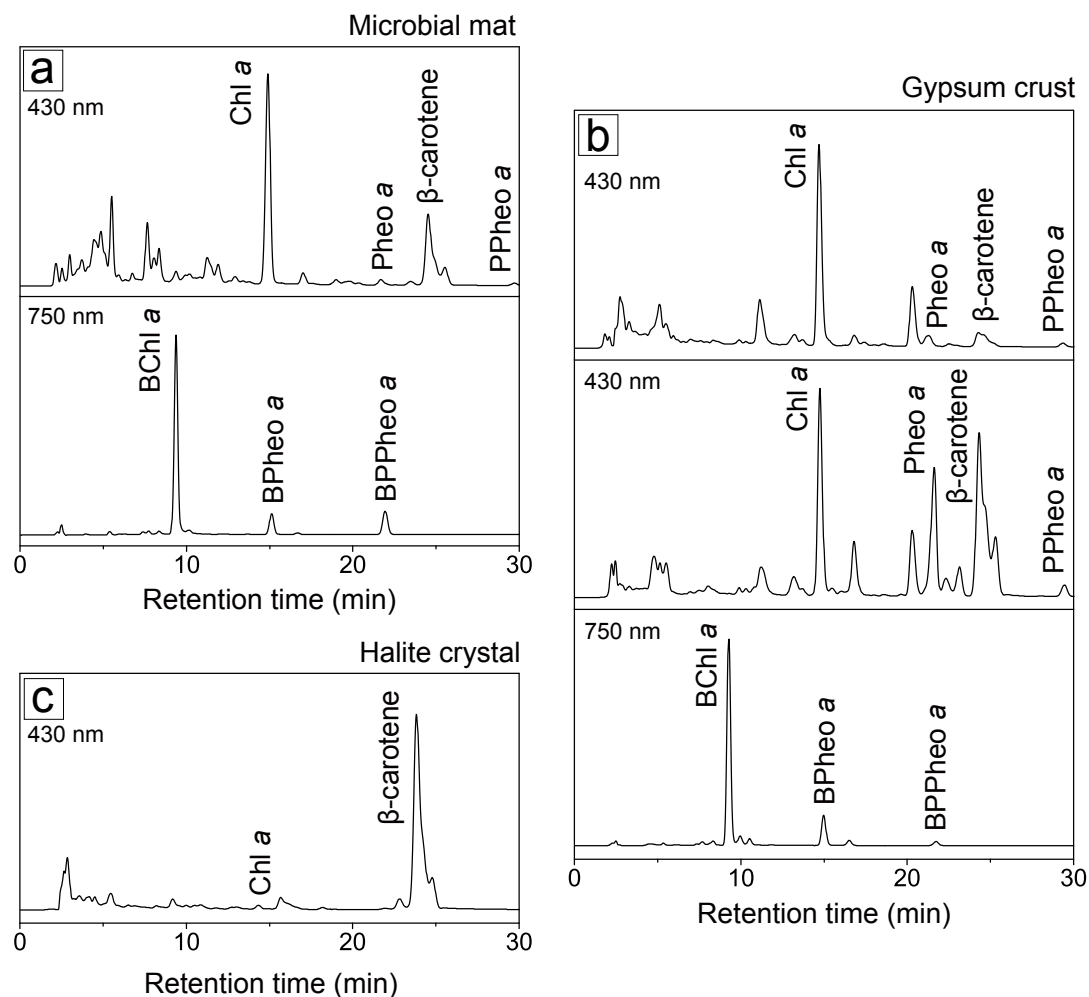 Microbial mat
a
430 nm
Chl a
Pheo a
β-carotene
PPheo a
750 nm
BChl a
BPheo a
BPPheo a
0 10 20 30
Retention time (min)
Gypsum crust
b
430 nm
Chl a
Pheo a
β-carotene
PPheo a
430 nm
Chl a
Pheo a
β-carotene
PPheo a
750 nm
BChl a
BPheo a
BPPheo a
0 10 20 30
Retention time (min)
Halite crystal
c
430 nm
Chl a
β-carotene
0 10 20 30
Retention time (min)